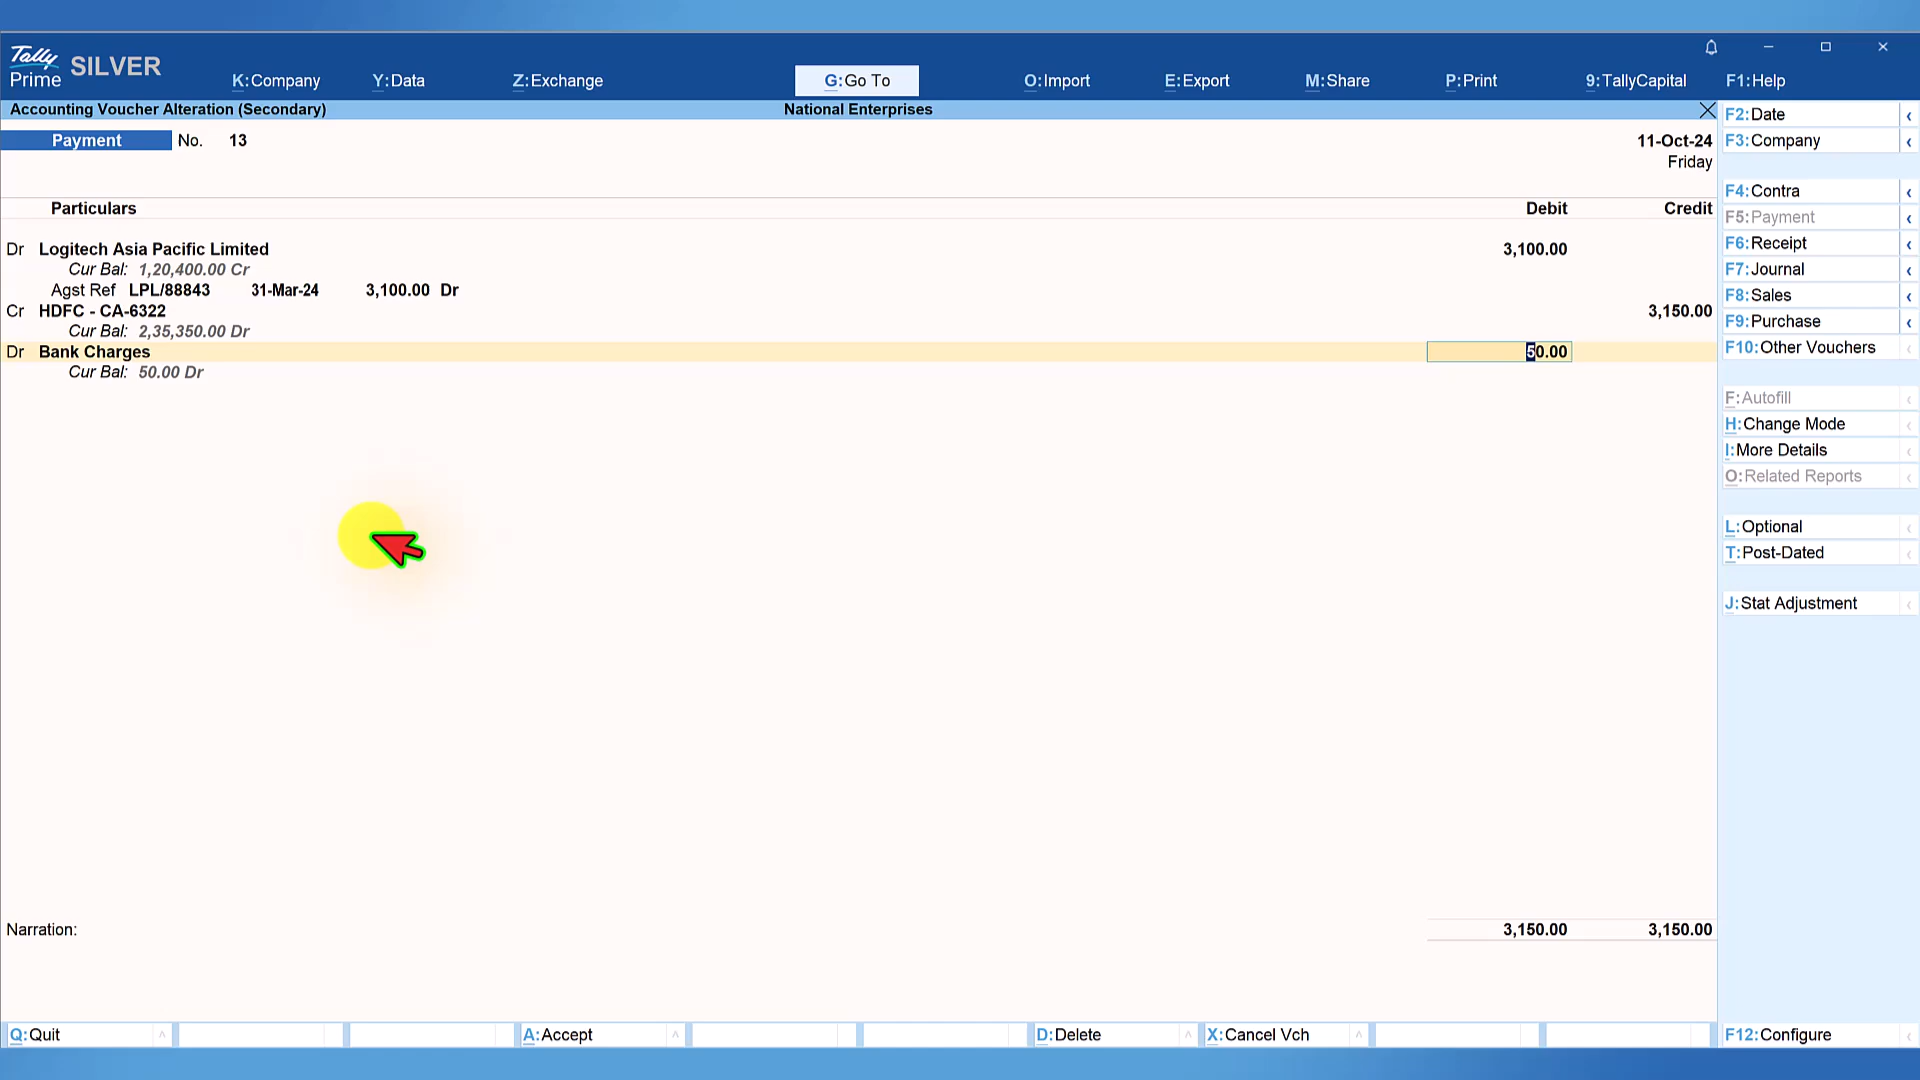 Tally
Prime SILVER
K:Company Y:Data Z:Exchange G:Go To O:Import E:Export M:Share P:Print 9:TallyCapital F1:Help
Accounting Voucher Alteration (Secondary) National Enterprises
Payment No. 13 11-Oct-24
Friday
Particulars Debit Credit
Dr Logitech Asia Pacific Limited 3,100.00
Cur Bal: 1,20,400.00 Cr
Agst Ref LPL/88843 31-Mar-24 3,100.00 Dr
Cr HDFC - CA-6322 3,150.00
Cur Bal: 2,35,350.00 Dr
Dr Bank Charges 50.00
Cur Bal: 50.00 Dr
Narration: 3,150.00 3,150.00
F2:Date
F3:Company
F4:Contra
F5:Payment
F6:Receipt
F7:Journal
F8:Sales
F9:Purchase
F10:Other Vouchers
F:Autofill
H:Change Mode
I:More Details
O:Related Reports
L:Optional
T:Post-Dated
J:Stat Adjustment
Q:Quit A:Accept D:Delete X:Cancel Vch F12:Configure